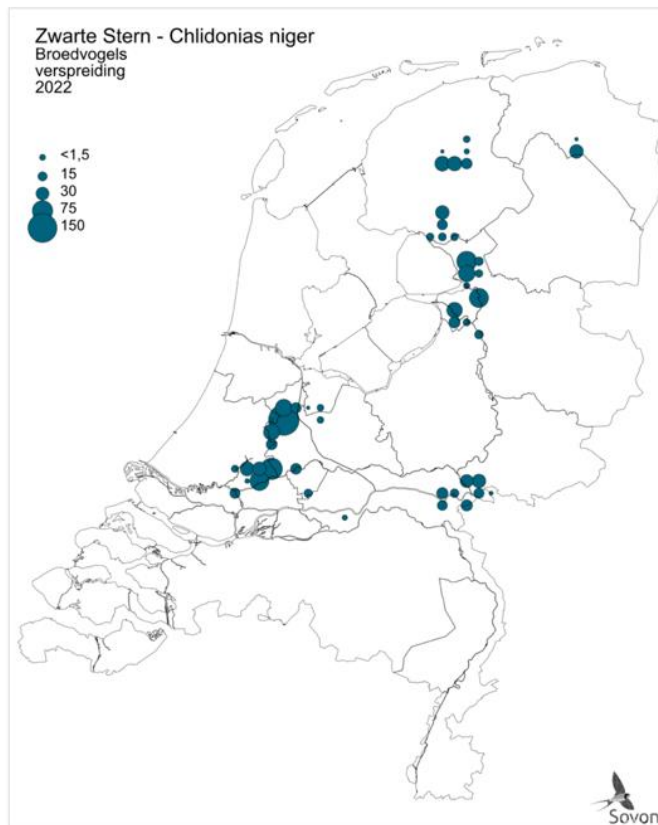 Zwarte Stern - Chlidonias niger
Broedvogels
verspreiding
2022
<1,5
15
30
75
150
Sovon